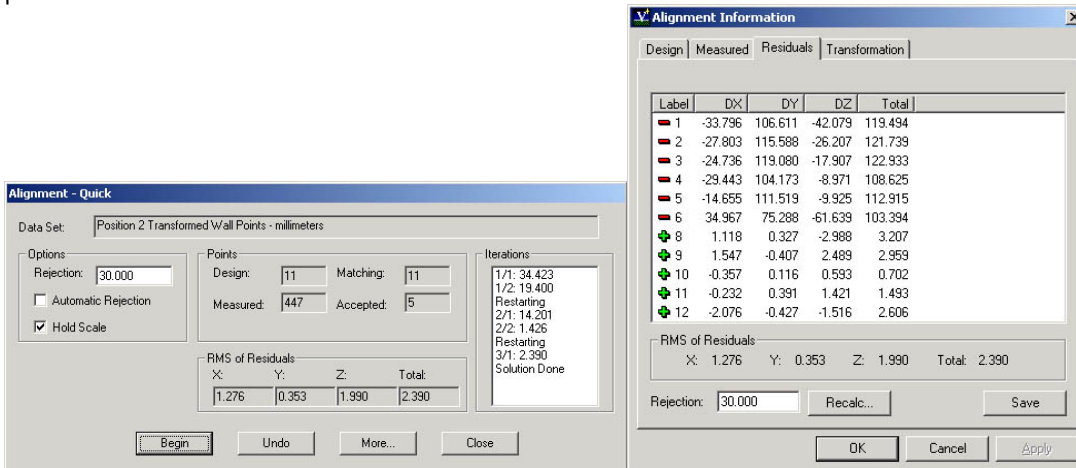 Alignment - Quick
Data Set: Position 2 Transformed Wall Points - millimeters
Options
Rejection: 30.000
Automatic Rejection
Hold Scale
Points
Design: 11 Matching: 11
Measured: 447 Accepted: 5
RMS of Residuals
X: Y: Z: Total:
1.276 0.353 1.990 2.390
Iterations
1/1: 34.423
1/2: 19.400
Restarting
2/1: 14.201
2/2: 1.426
Restarting
3/1: 2.390
Solution Done
Begin Undo More... Close
Alignment Information
Design Measured Residuals Transformation
Label DX DY DZ Total
1 -33.796 106.611 -42.079 119.494
2 -27.803 115.588 -26.207 121.739
3 -24.736 119.080 -17.907 122.933
4 -29.443 104.173 -8.971 108.625
5 -14.655 111.519 -9.925 112.915
6 34.967 75.288 -61.639 103.394
8 1.118 0.327 -2.988 3.207
9 1.547 -0.407 2.489 2.959
10 -0.357 0.116 0.593 0.702
11 -0.232 0.391 1.421 1.493
12 -2.076 -0.427 -1.516 2.606
RMS of Residuals
X: 1.276 Y: 0.353 Z: 1.990 Total: 2.390
Rejection: 30.000 Recalc... Save
OK Cancel Apply